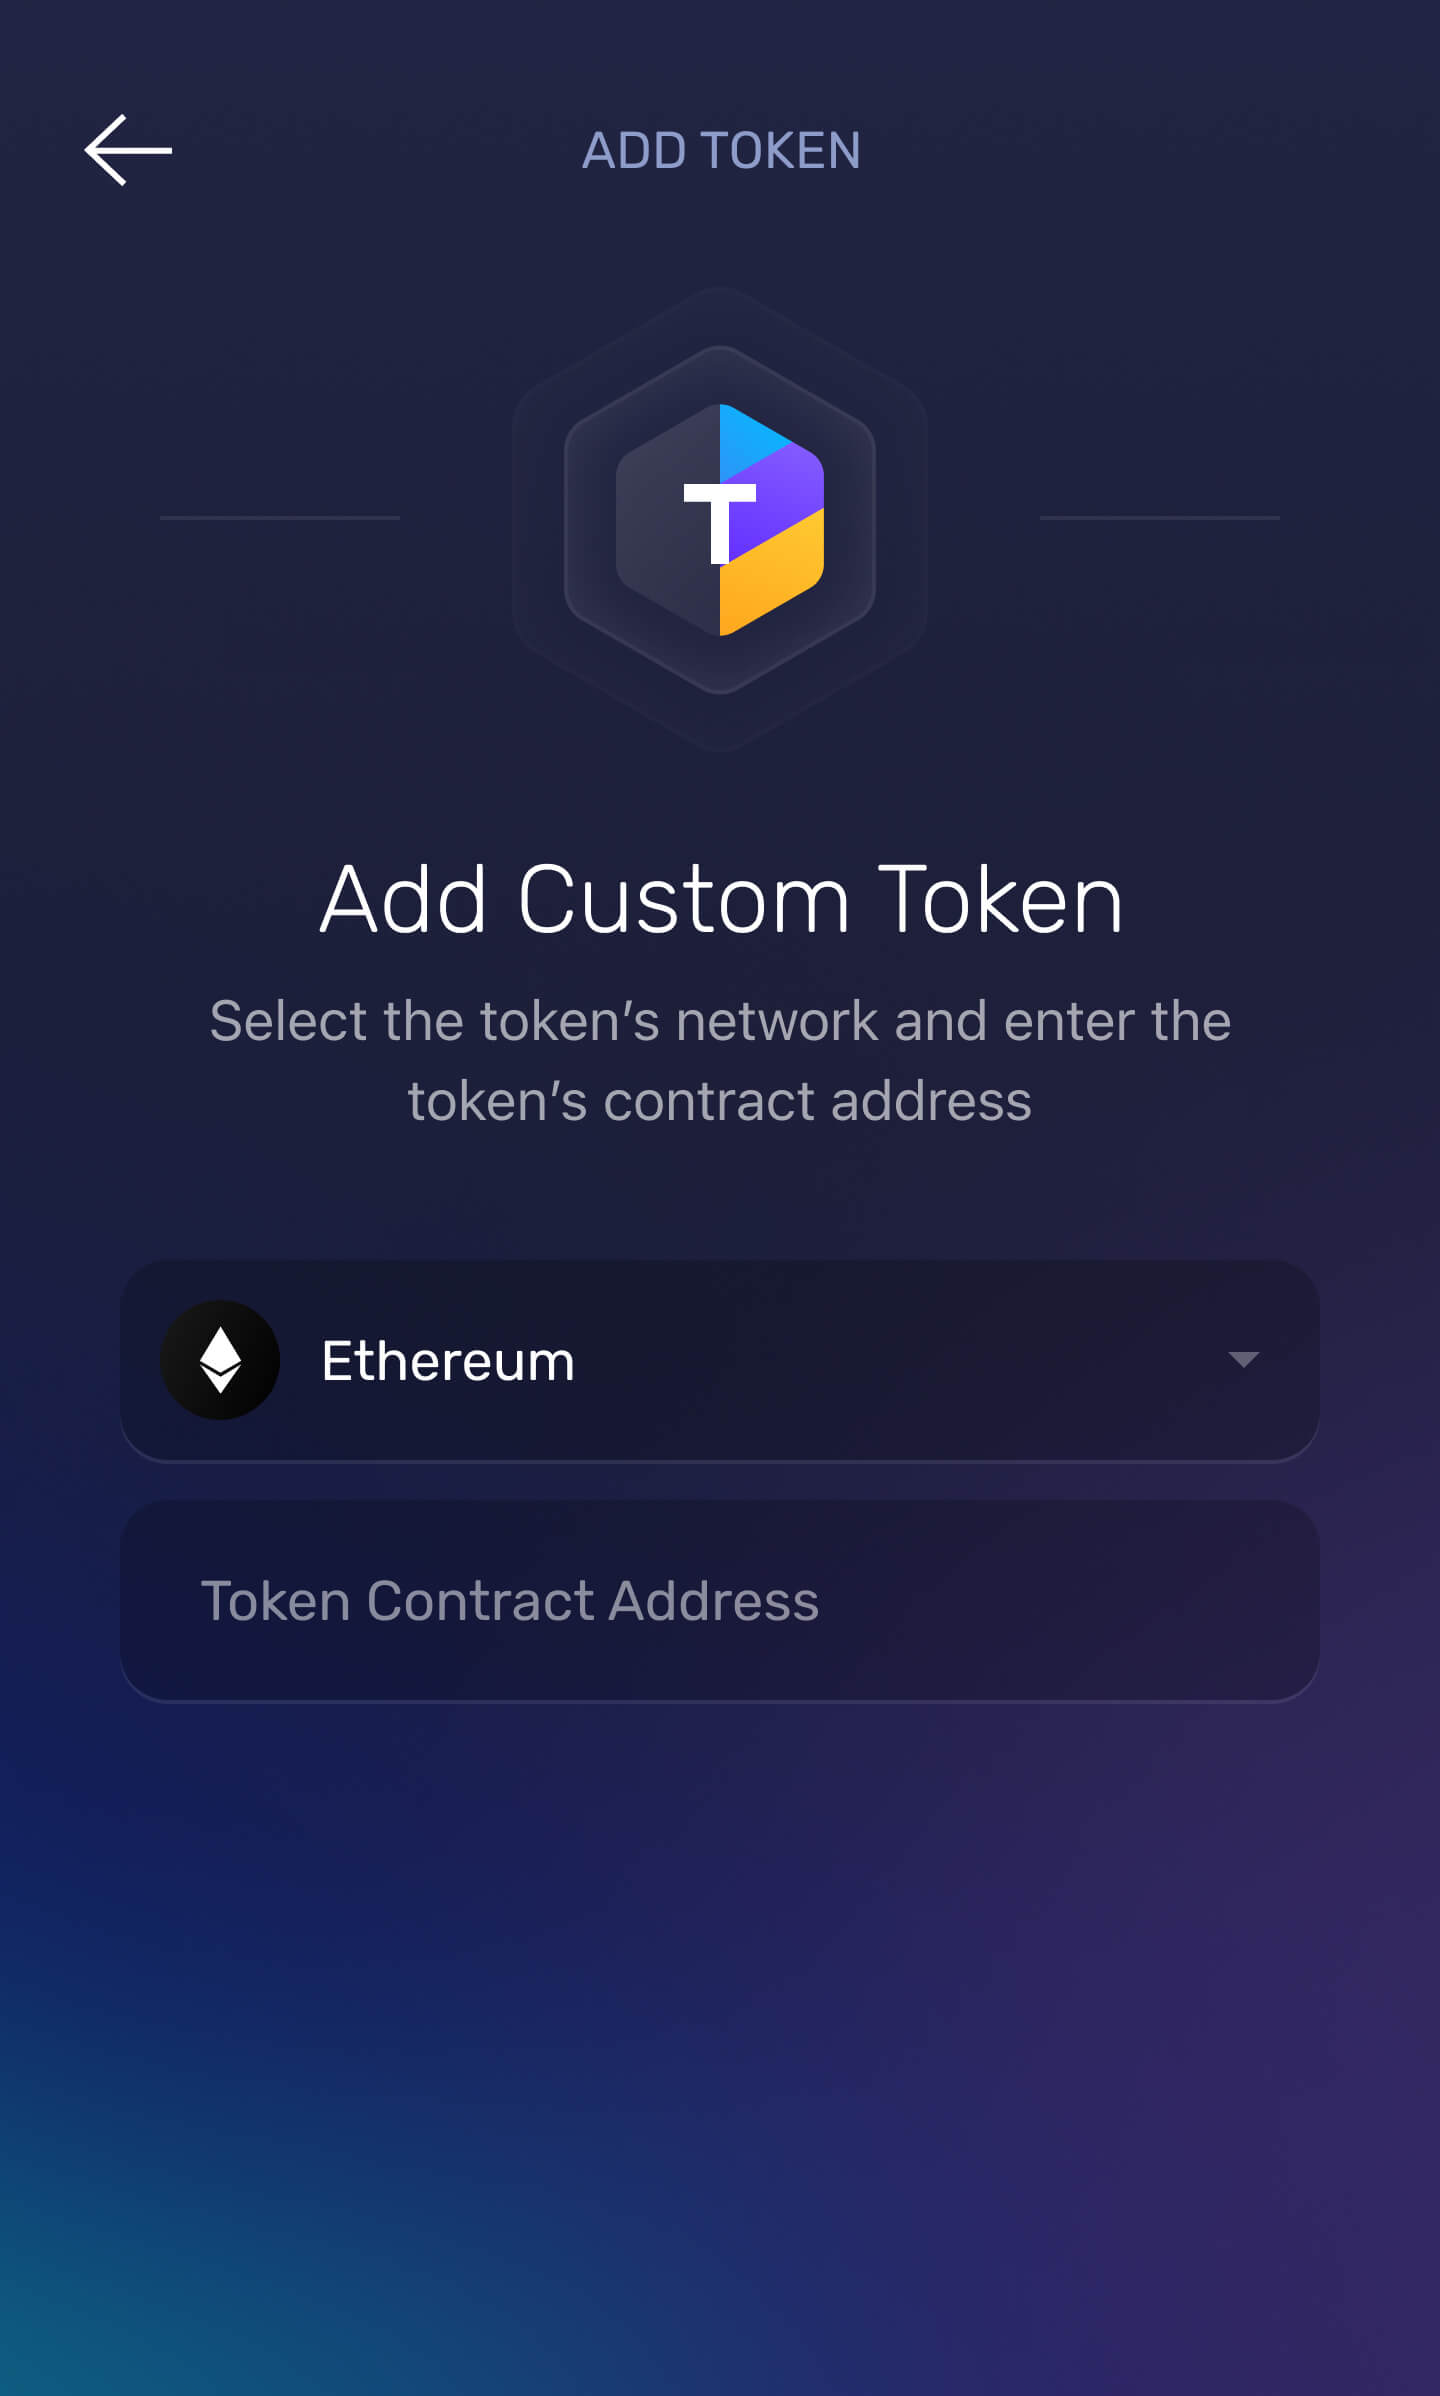 ADD TOKEN
T
Add Custom Token
Select the token’s network and enter the
token’s contract address
Ethereum
Token Contract Address